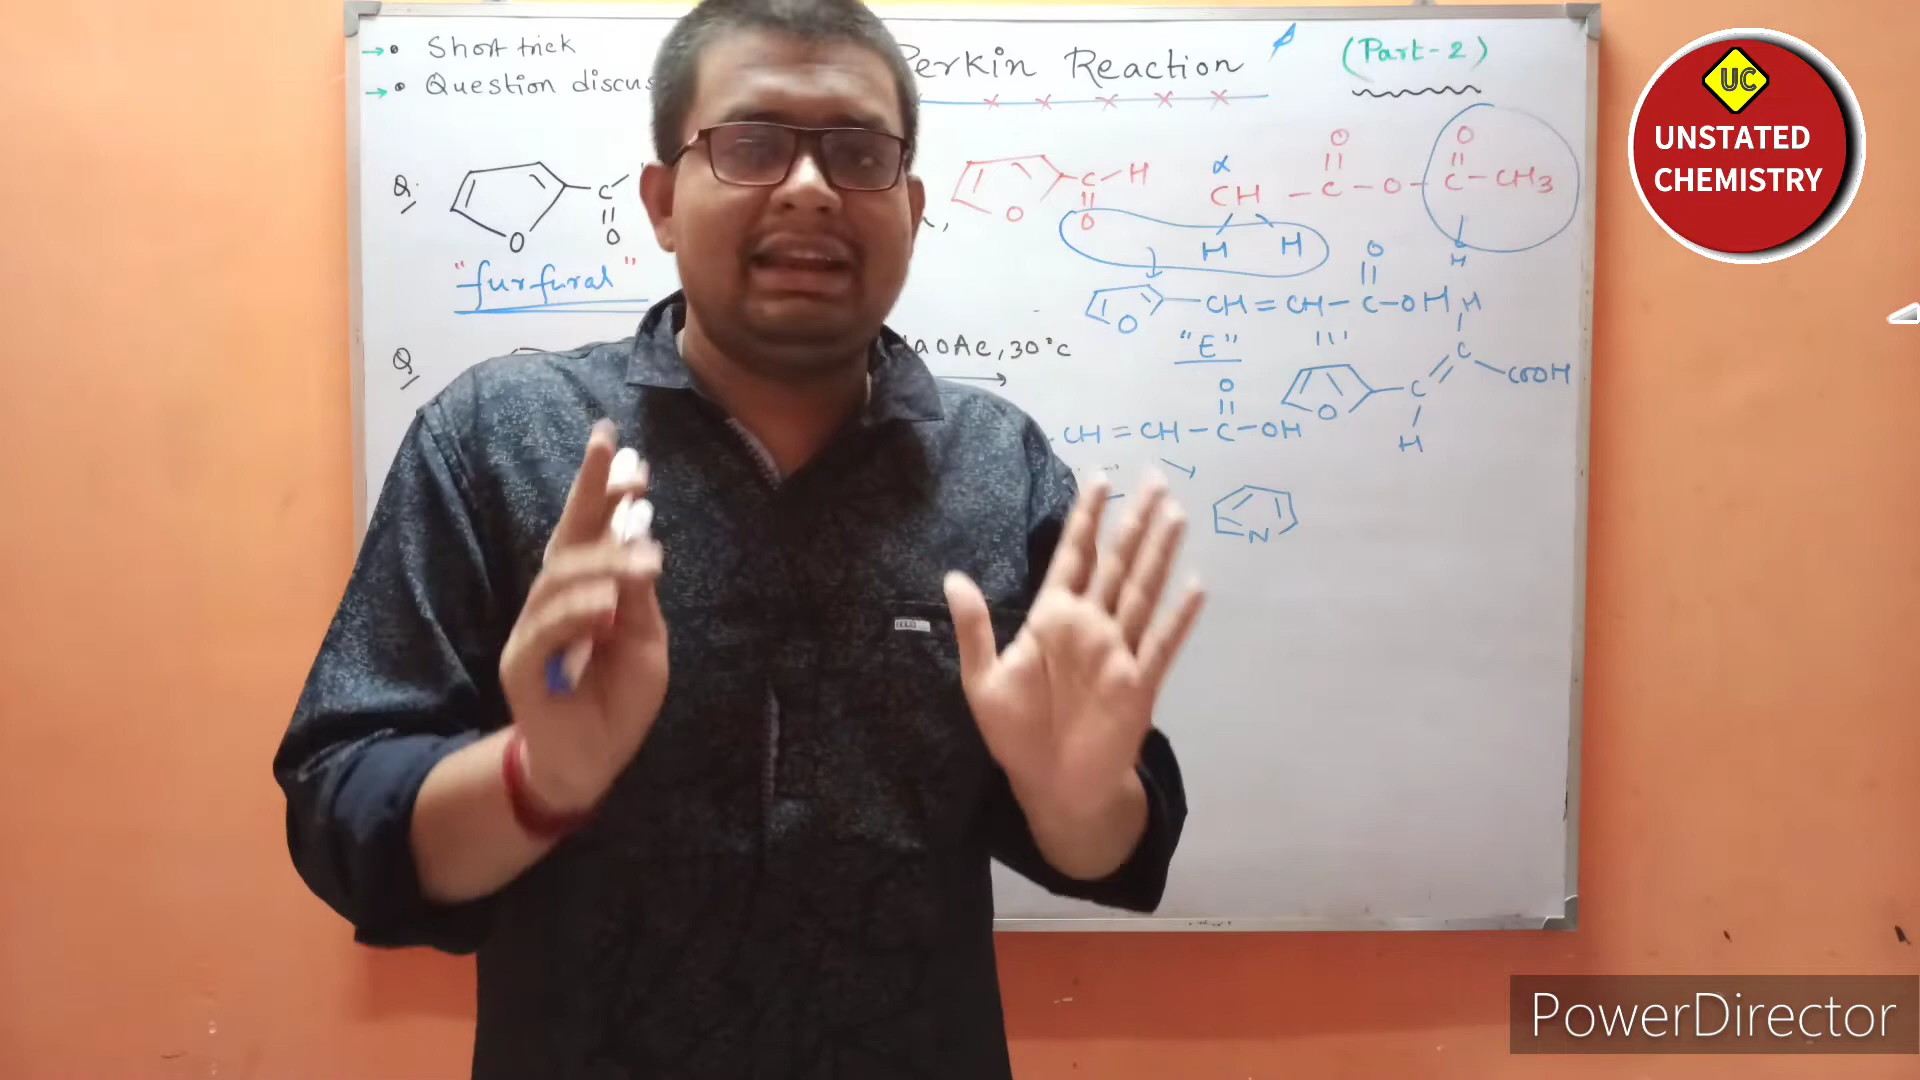 → • Short trick
→ • Question discus
Perkin Reaction
(Part-2)
UC
UNSTATED
CHEMISTRY
Q.
O
C
O
"furfural"
O
C-H
O
α
CH - C - O - C - CH3
O
O
H H
H
O
CH=CH-C-OH
O
"E"
H
C
COOH
O
C
H
Q
aOAc, 30°C
CH=CH-C-OH
O
N
PowerDirector